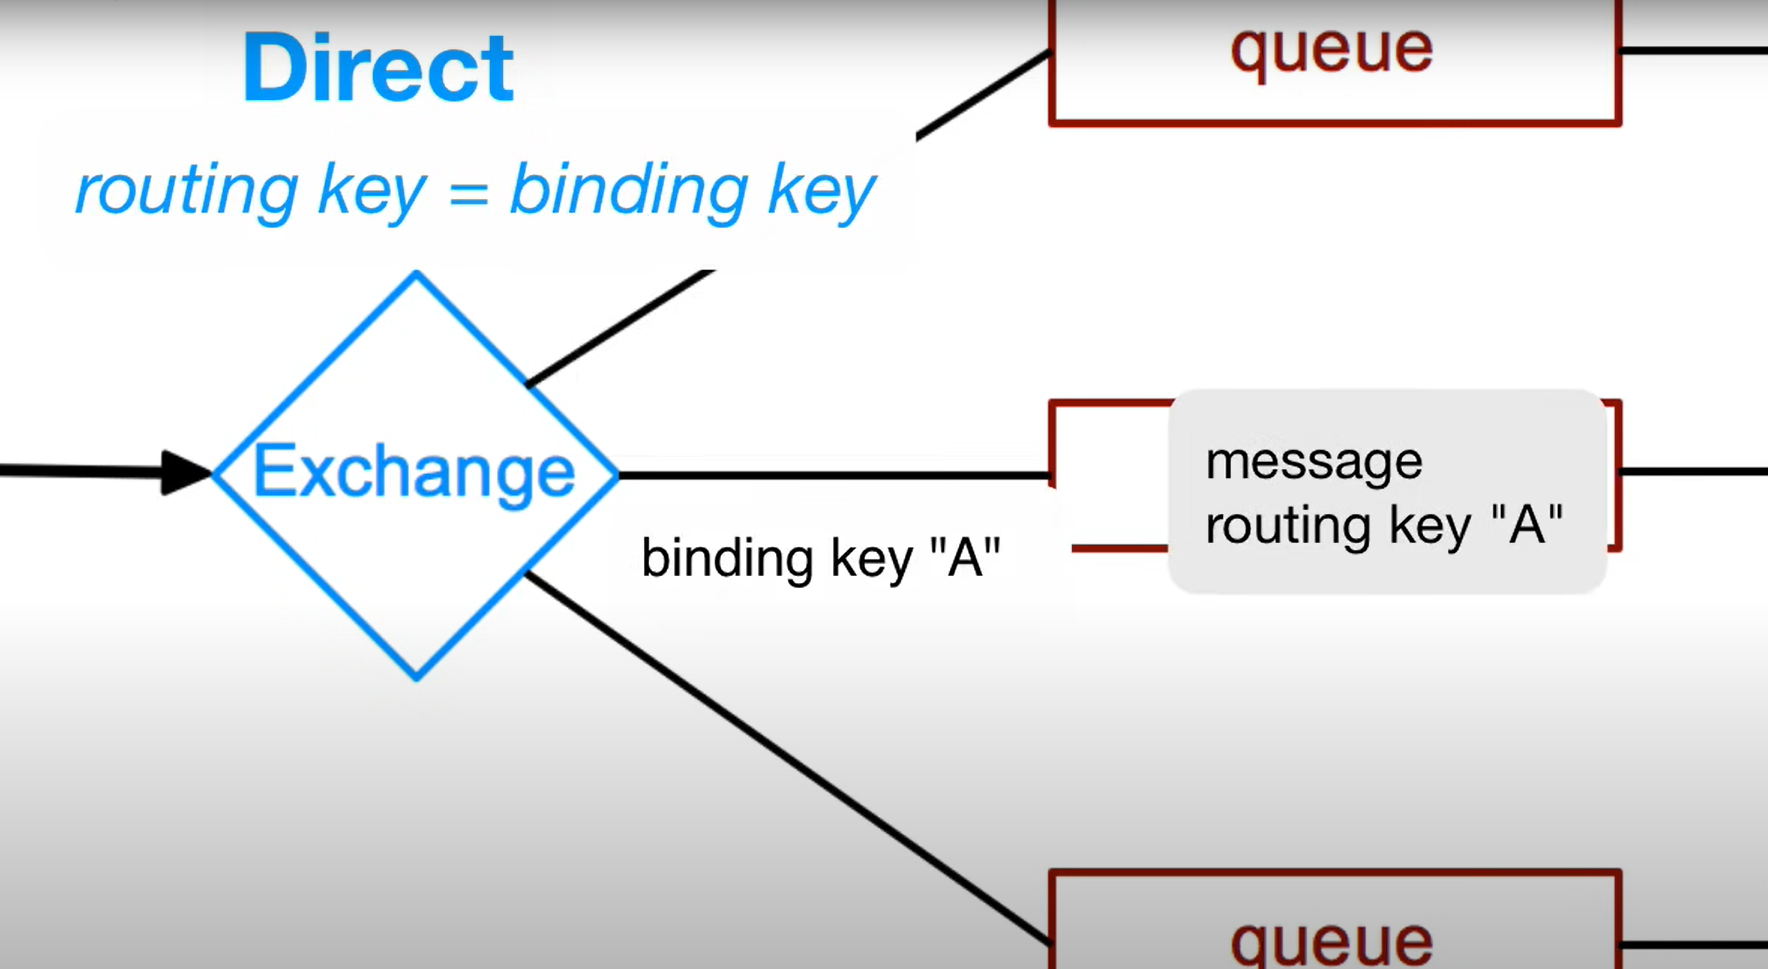 Direct
queue
routing key = binding key
Exchange
message
routing key "A"
binding key "A"
queue